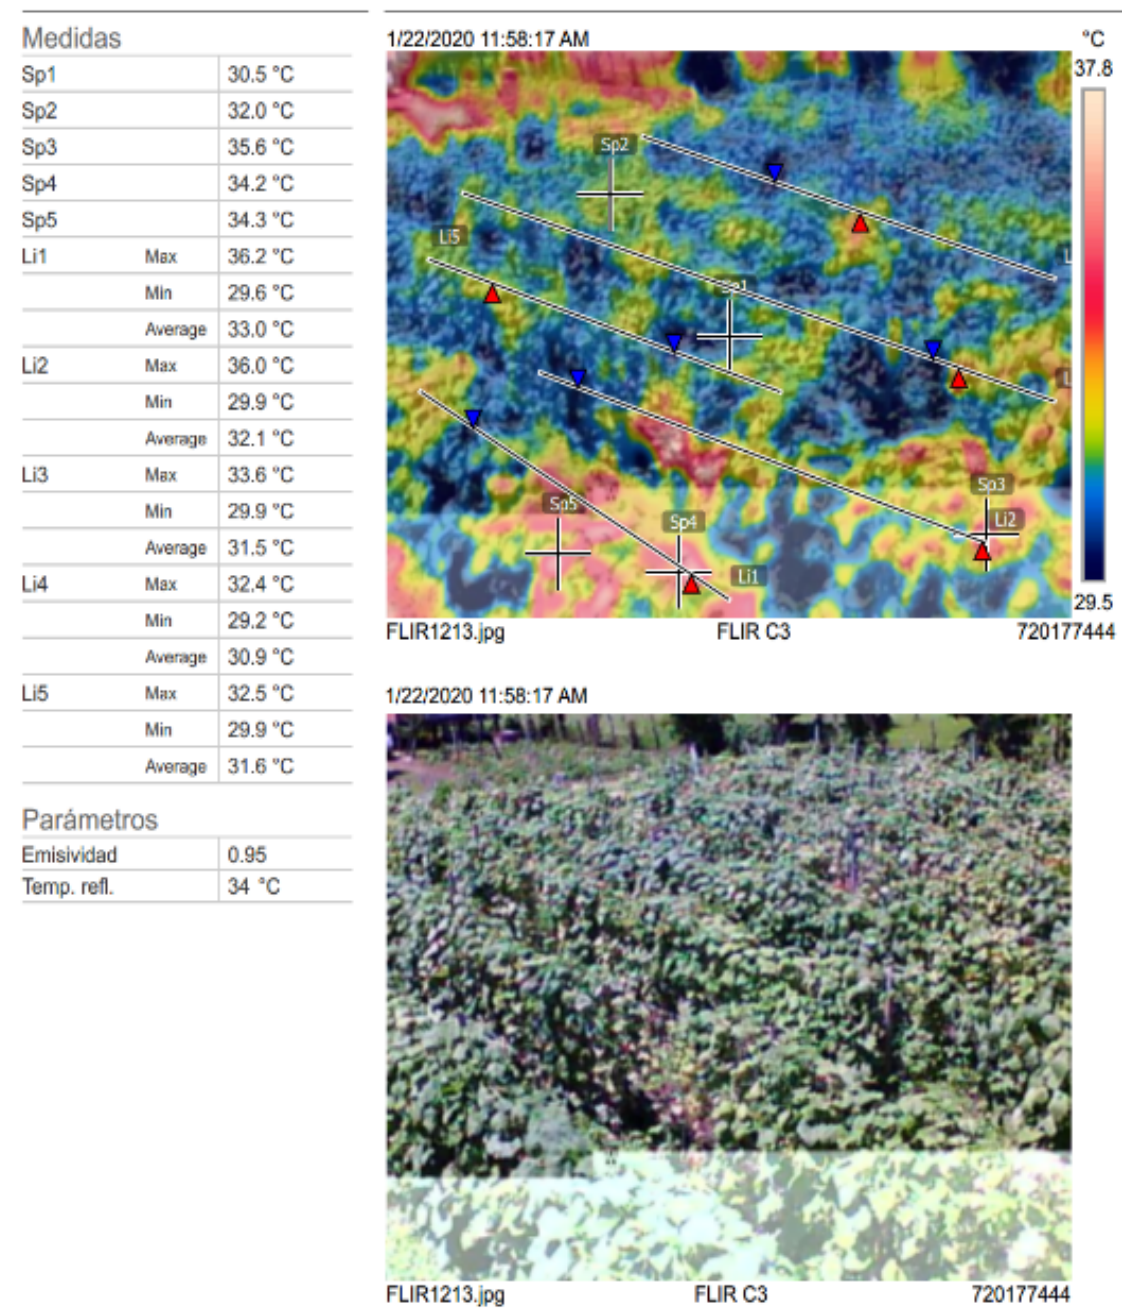 Medidas
Sp1 30.5 °C
Sp2 32.0 °C
Sp3 35.6 °C
Sp4 34.2 °C
Sp5 34.3 °C
Li1 Max 36.2 °C
Min 29.6 °C
Average 33.0 °C
Li2 Max 36.0 °C
Min 29.9 °C
Average 32.1 °C
Li3 Max 33.6 °C
Min 29.9 °C
Average 31.5 °C
Li4 Max 32.4 °C
Min 29.2 °C
Average 30.9 °C
Li5 Max 32.5 °C
Min 29.9 °C
Average 31.6 °C
Parámetros
Emisividad 0.95
Temp. refl. 34 °C
1/22/2020 11:58:17 AM
°C
37.8
Sp2
Li5
Sp3
Sp5
Sp4
Li2
Li1
29.5
FLIR1213.jpg FLIR C3 720177444
1/22/2020 11:58:17 AM
FLIR1213.jpg FLIR C3 720177444